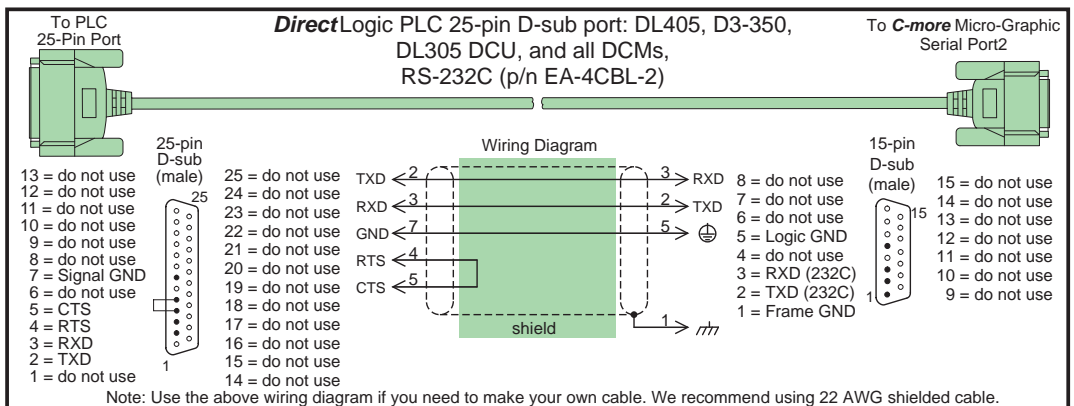 To PLC
25-Pin Port
DirectLogic PLC 25-pin D-sub port: DL405, D3-350,
DL305 DCU, and all DCMs,
RS-232C (p/n EA-4CBL-2)
To C-more Micro-Graphic
Serial Port2
25-pin
D-sub
(male)
13 = do not use
12 = do not use
11 = do not use
10 = do not use
9 = do not use
8 = do not use
7 = Signal GND
6 = do not use
5 = CTS
4 = RTS
3 = RXD
2 = TXD
1 = do not use
25
1
25 = do not use
24 = do not use
23 = do not use
22 = do not use
21 = do not use
20 = do not use
19 = do not use
18 = do not use
17 = do not use
16 = do not use
15 = do not use
14 = do not use
Wiring Diagram
TXD 2 3 RXD
RXD 3 2 TXD
GND 7 5
RTS 4
CTS 5
shield
1
8 = do not use
7 = do not use
6 = do not use
5 = Logic GND
4 = do not use
3 = RXD (232C)
2 = TXD (232C)
1 = Frame GND
15-pin
D-sub
(male)
15
1
15 = do not use
14 = do not use
13 = do not use
12 = do not use
11 = do not use
10 = do not use
9 = do not use
Note: Use the above wiring diagram if you need to make your own cable. We recommend using 22 AWG shielded cable.